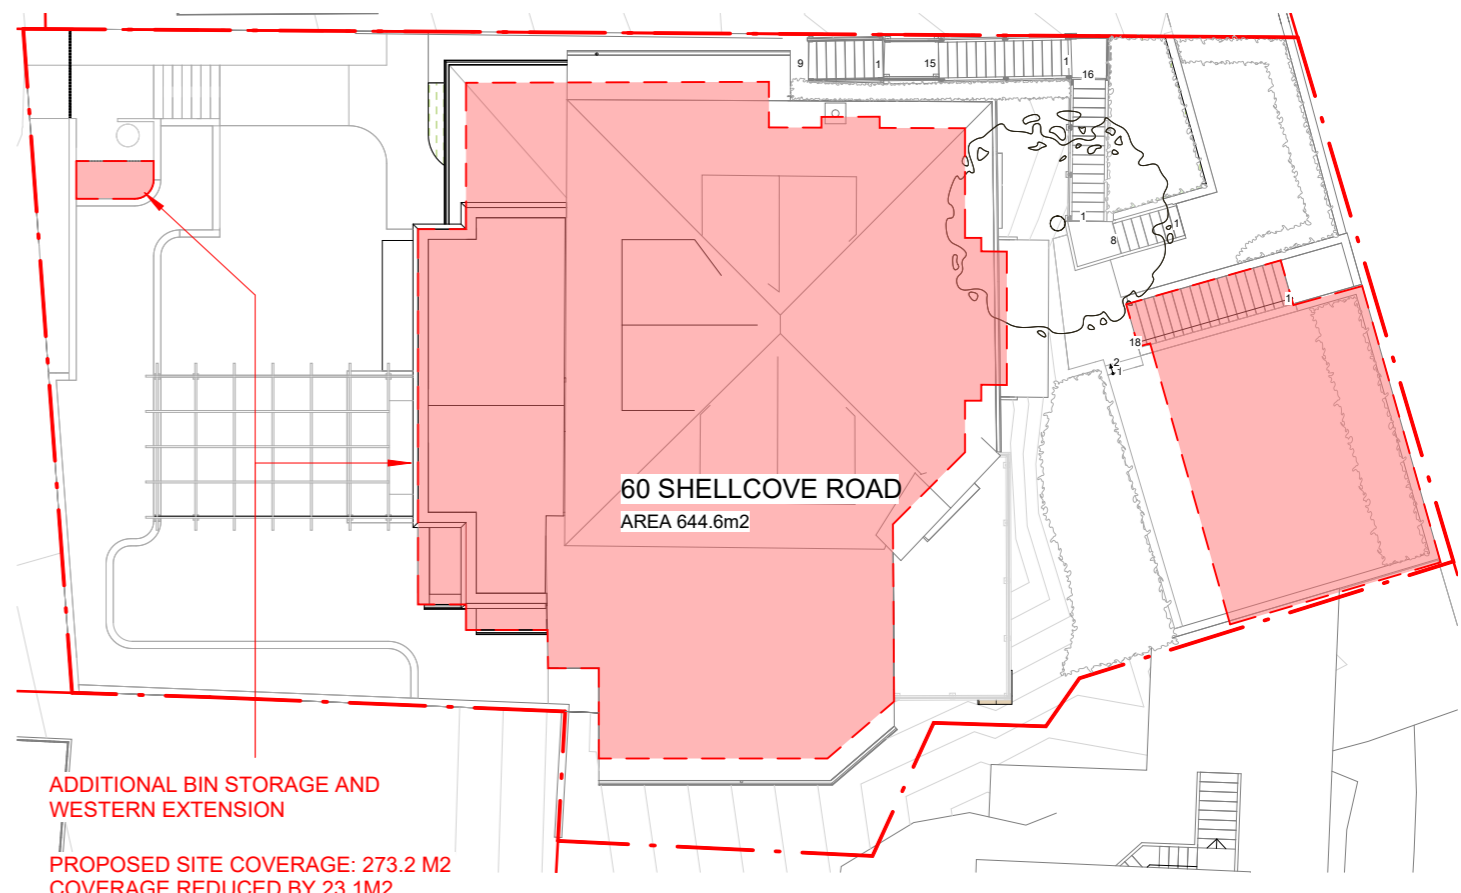 9
1
15
1
16
1
8
1
1
18
2
1
60 SHELLCOVE ROAD
AREA 644.6m2
ADDITIONAL BIN STORAGE AND
WESTERN EXTENSION
PROPOSED SITE COVERAGE: 273.2 M2
COVERAGE REDUCED BY 23.1M2